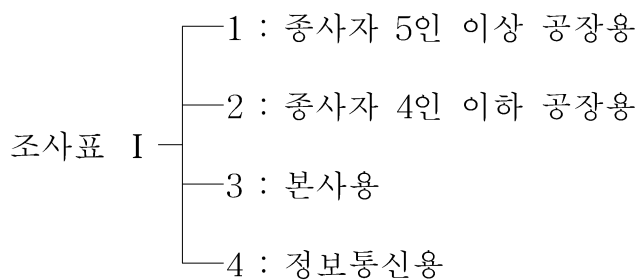 1 : 종사자 5인 이상 공장용
2 : 종사자 4인 이하 공장용
조사표 Ⅰ
3 : 본사용
4 : 정보통신용